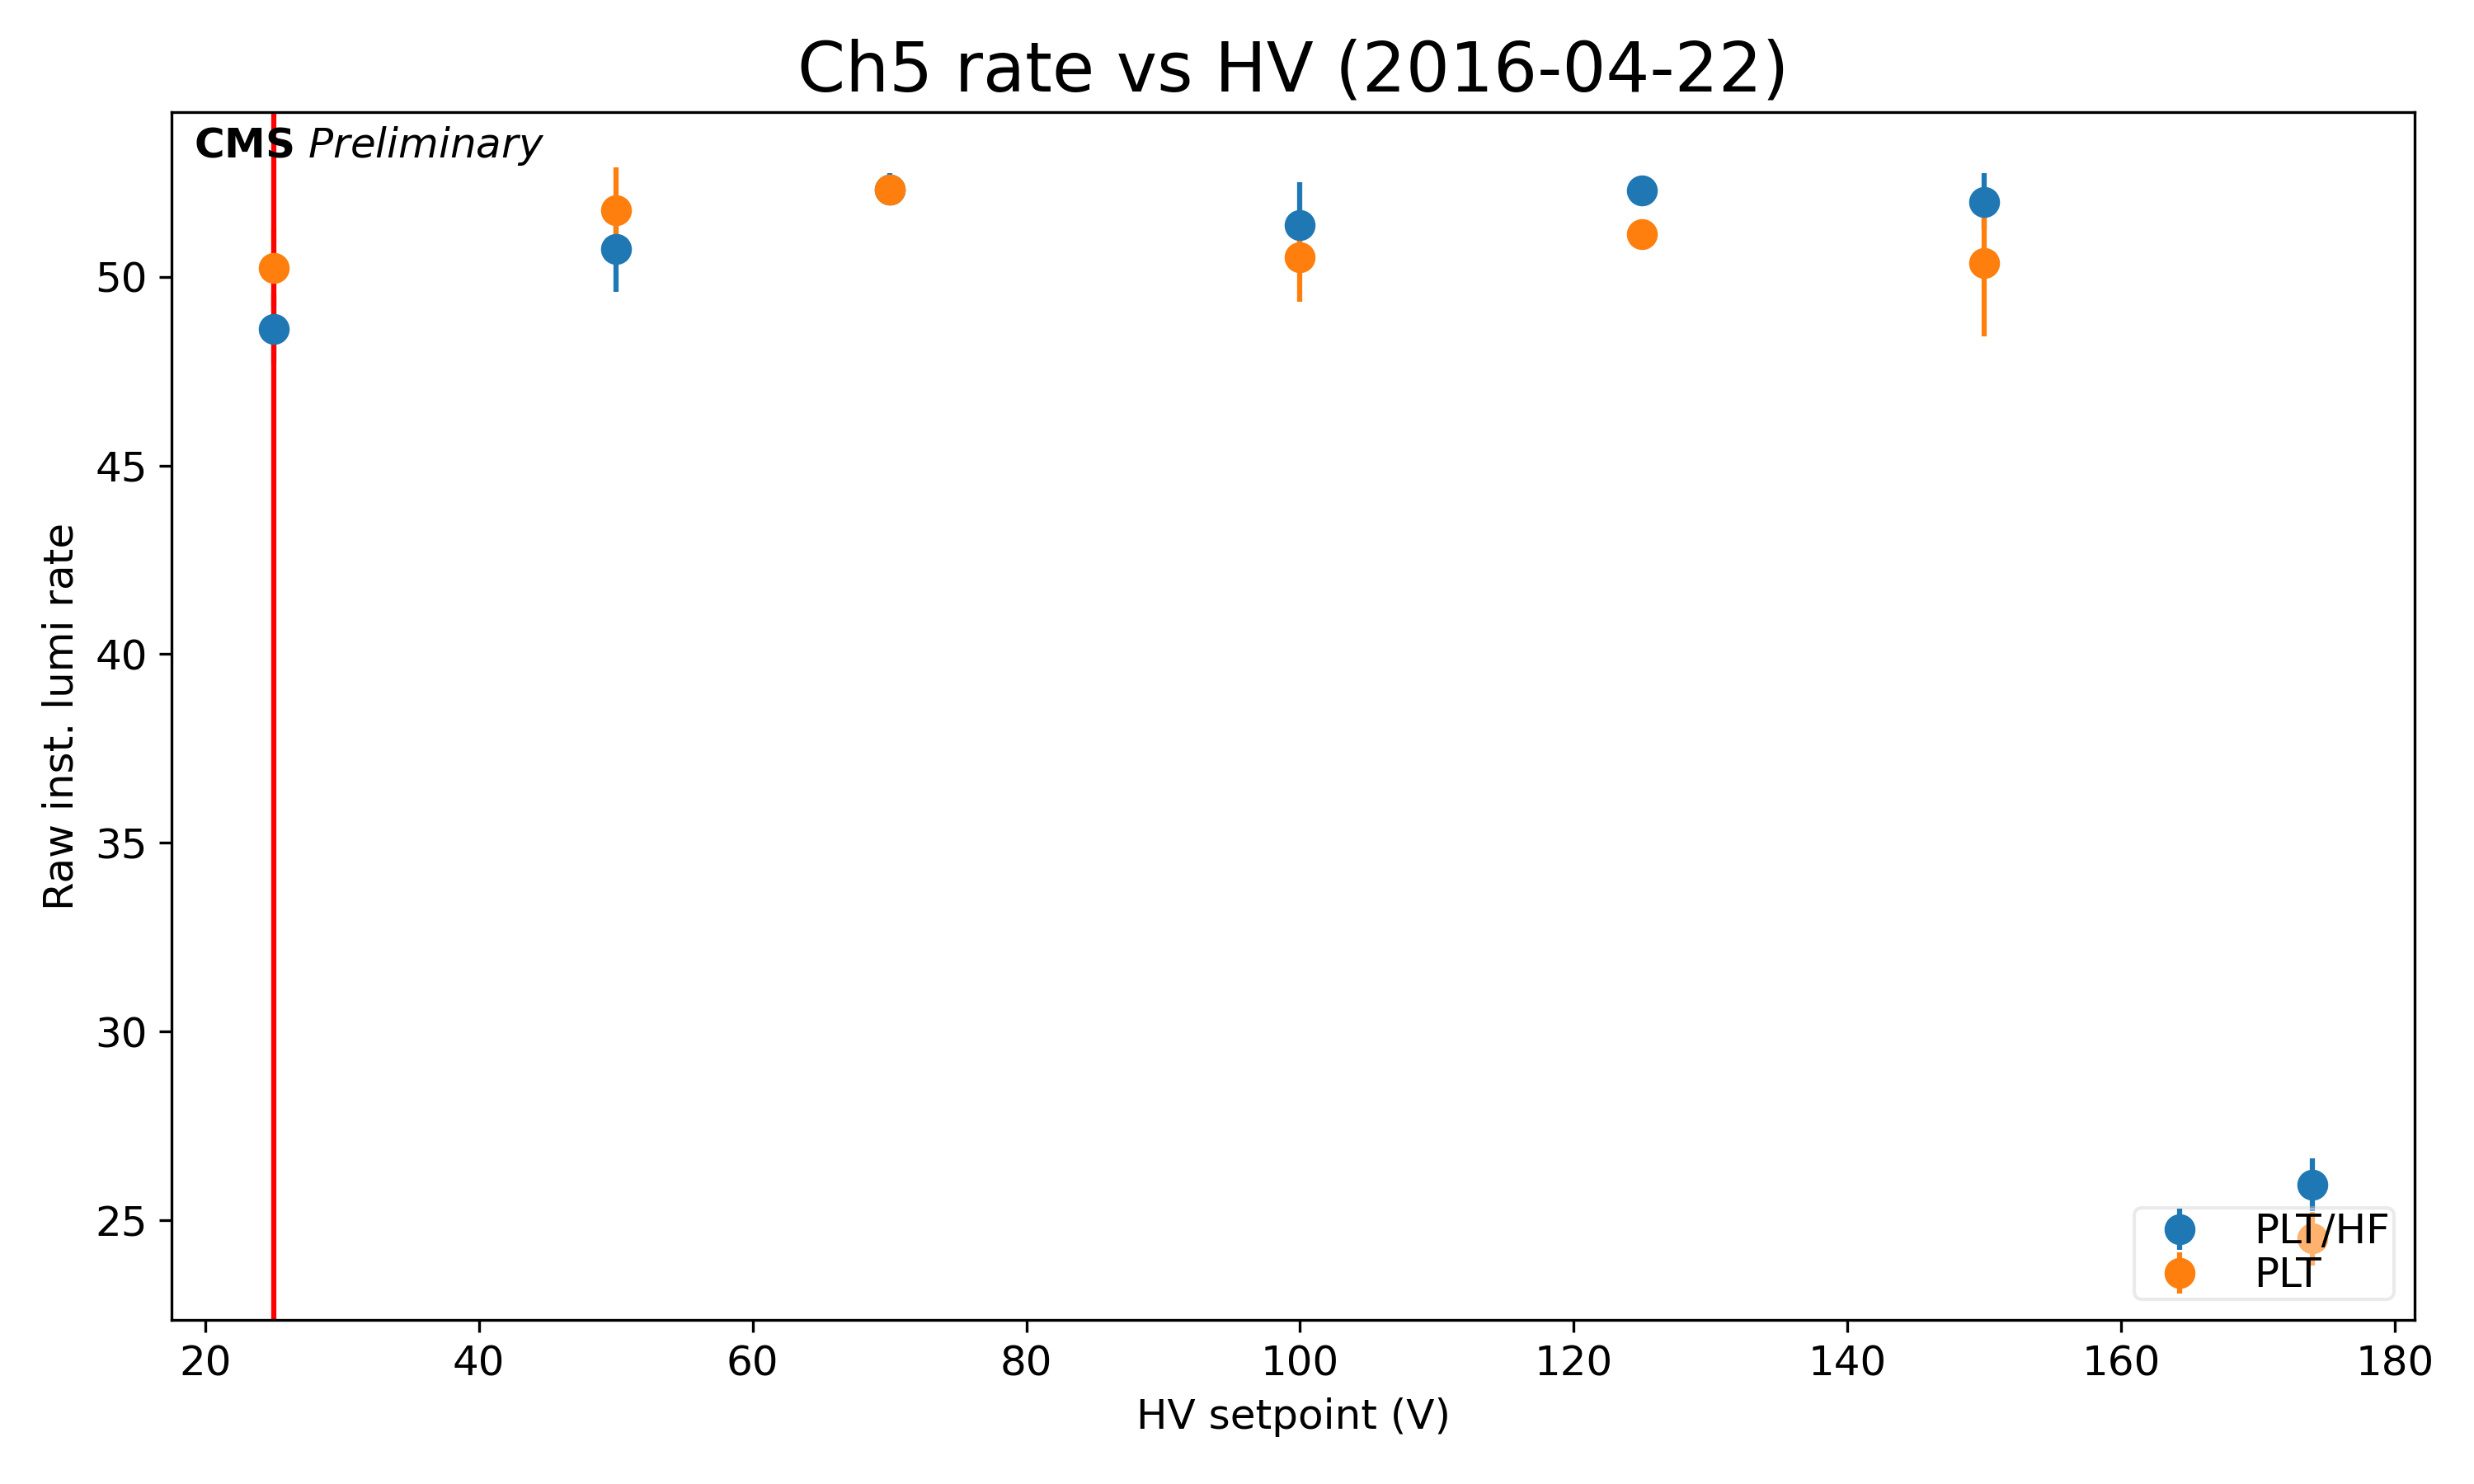 Ch5 rate vs HV (2016-04-22)
CMS Preliminary
Raw inst. lumi rate
50
45
40
35
30
25
PLT/HF
PLT
20 40 60 80 100 120 140 160 180
HV setpoint (V)